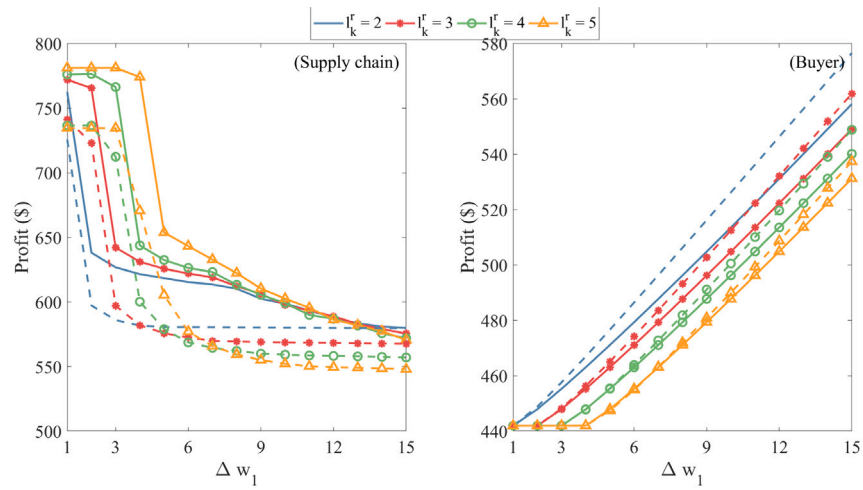 l_k^r = 2 l_k^r = 3 l_k^r = 4 l_k^r = 5
(Supply chain)
Profit ($)
800
750
700
650
600
550
500
1 3 6 9 12 15
Δ w_1
(Buyer)
Profit ($)
580
560
540
520
500
480
460
440
1 3 6 9 12 15
Δ w_1